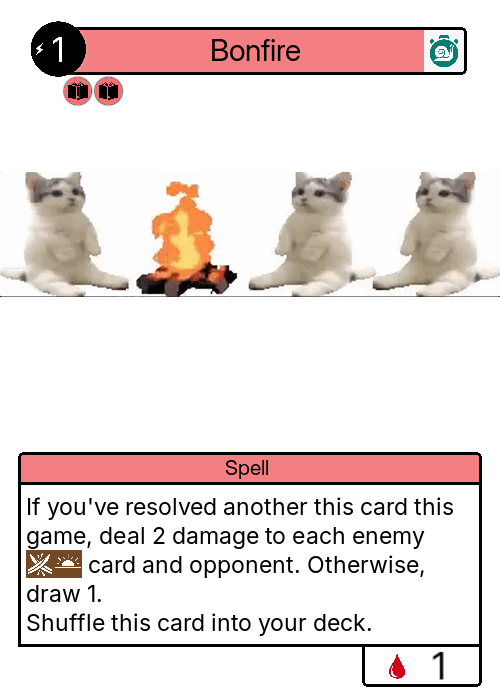 1
Bonfire
Spell
If you've resolved another this card this
game, deal 2 damage to each enemy
card and opponent. Otherwise,
draw 1.
Shuffle this card into your deck.
1